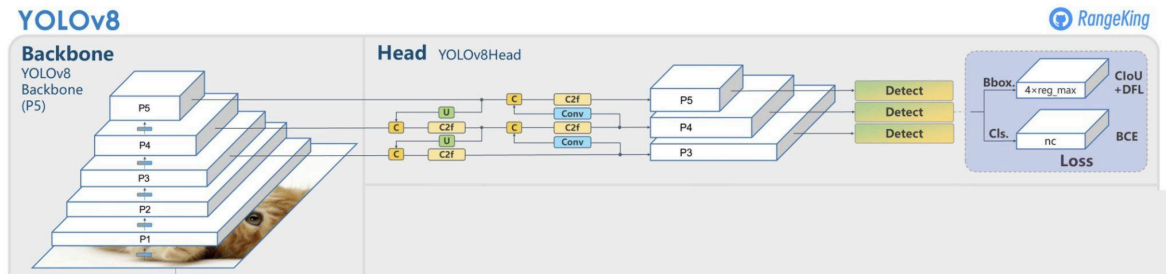 YOLOv8
RangeKing
Backbone
YOLOv8
Backbone
(P5)
P5
P4
P3
P2
P1
Head YOLOv8Head
C C2f
U Conv
C C2f C C2f
U Conv
C C2f
P5
P4
P3
Detect
Detect
Detect
Bbox.
4×reg_max
CIoU
+DFL
Cls.
nc
BCE
Loss